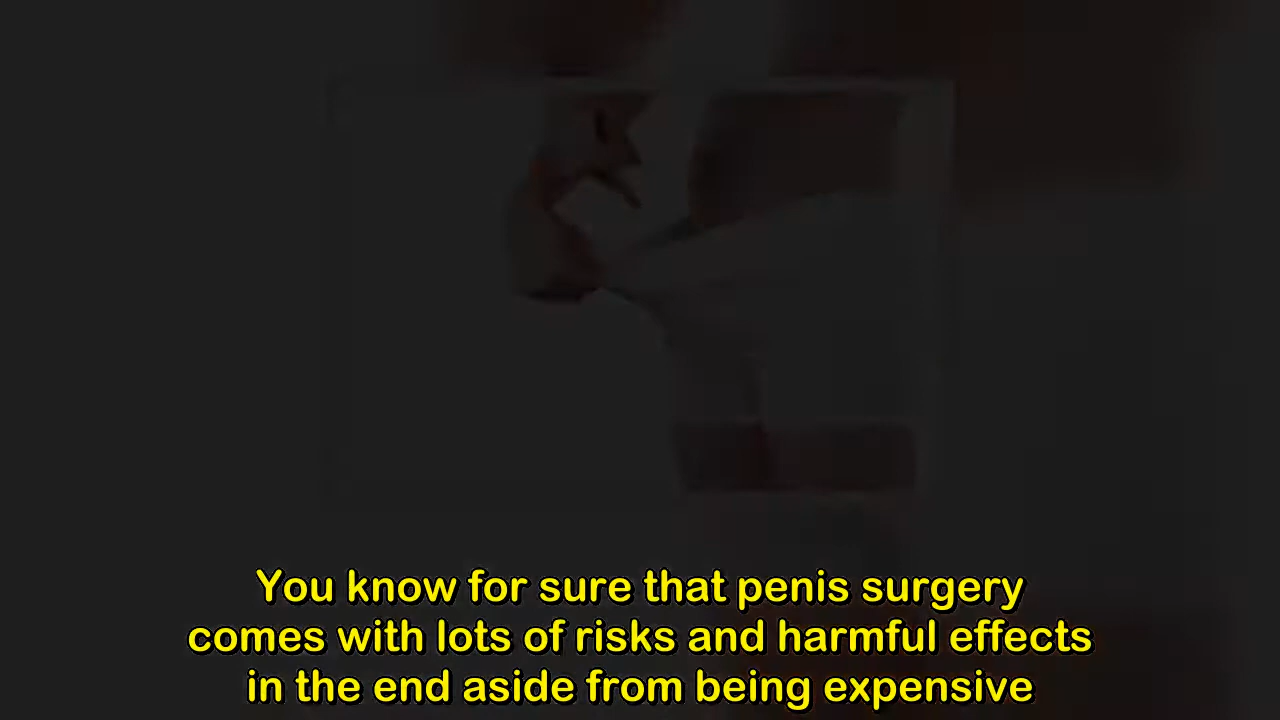 You know for sure that penis surgery
comes with lots of risks and harmful effects
in the end aside from being expensive